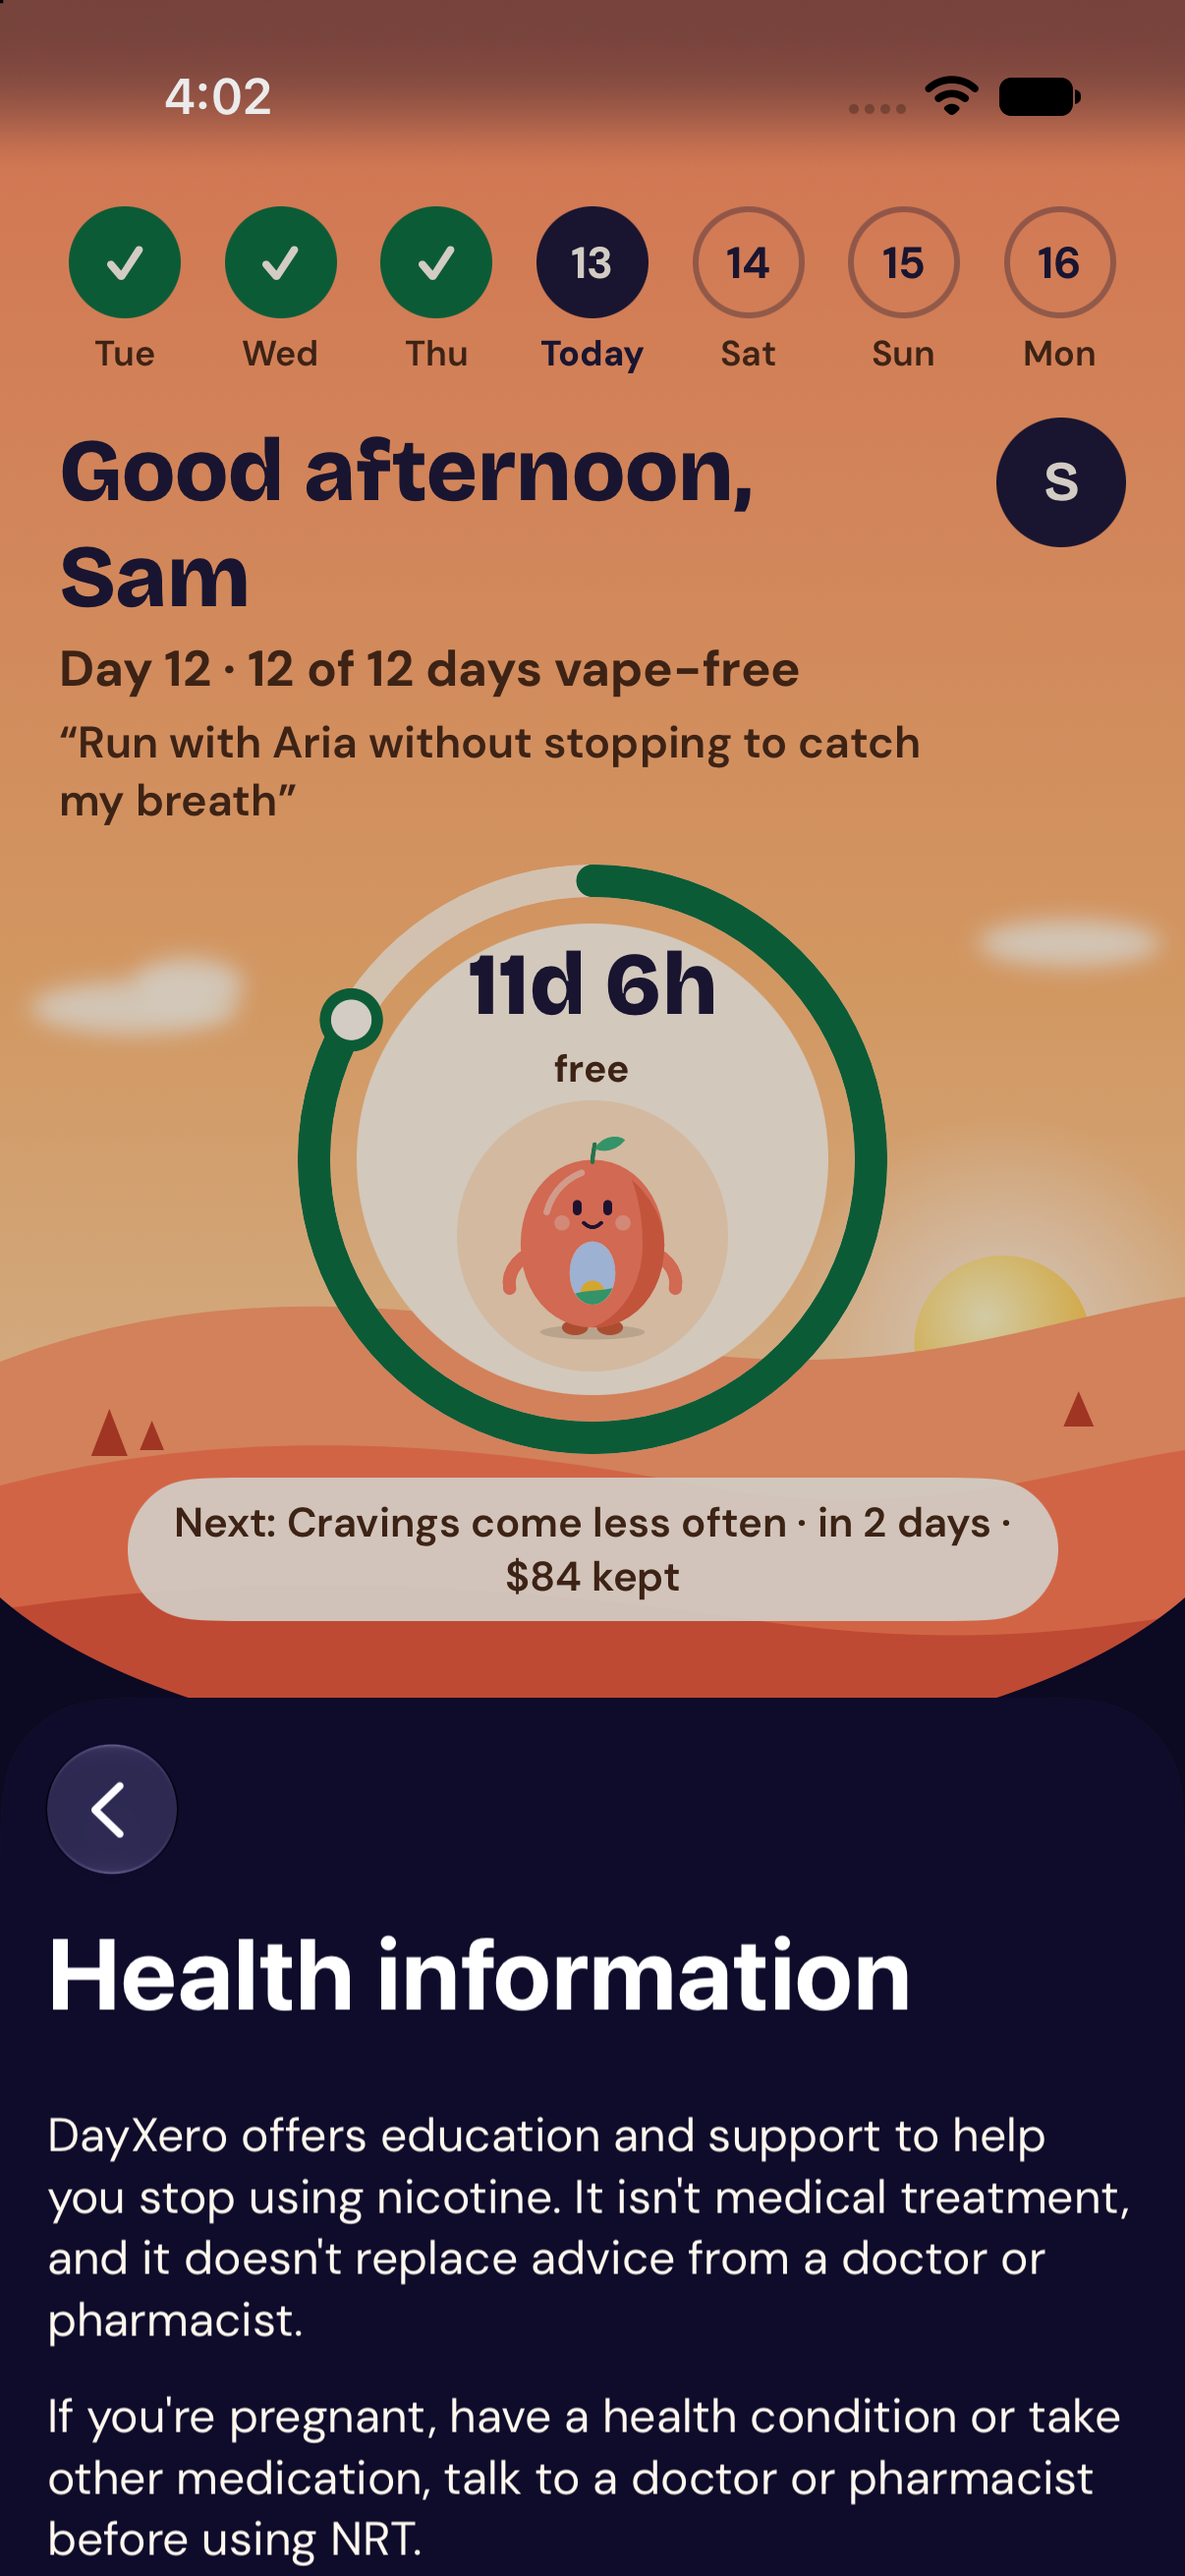 4:02
13 14 15 16
Tue Wed Thu Today Sat Sun Mon
Good afternoon,
Sam
S
Day 12 · 12 of 12 days vape-free
“Run with Aria without stopping to catch
my breath”
11d 6h
free
Next: Cravings come less often · in 2 days ·
$84 kept
Health information
DayXero offers education and support to help
you stop using nicotine. It isn't medical treatment,
and it doesn't replace advice from a doctor or
pharmacist.
If you're pregnant, have a health condition or take
other medication, talk to a doctor or pharmacist
before using NRT.